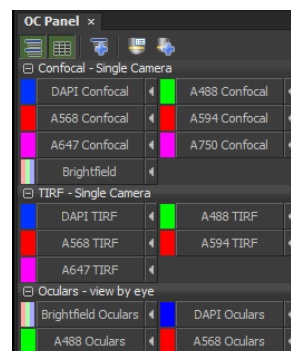 OC Panel ×
Confocal - Single Camera
DAPI Confocal A488 Confocal
A568 Confocal A594 Confocal
A647 Confocal A750 Confocal
Brightfield
TIRF - Single Camera
DAPI TIRF A488 TIRF
A568 TIRF A594 TIRF
A647 TIRF
Oculars - view by eye
Brightfield Oculars DAPI Oculars
A488 Oculars A568 Oculars